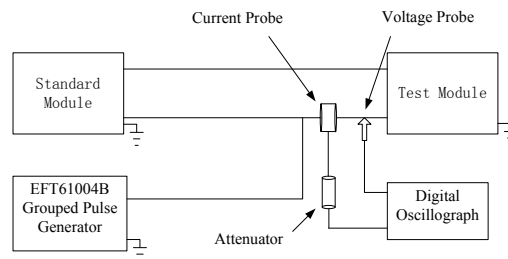 Current Probe
Voltage Probe
Standard
Module
Test Module
EFT61004B
Grouped Pulse
Generator
Attenuator
Digital
Oscillograph